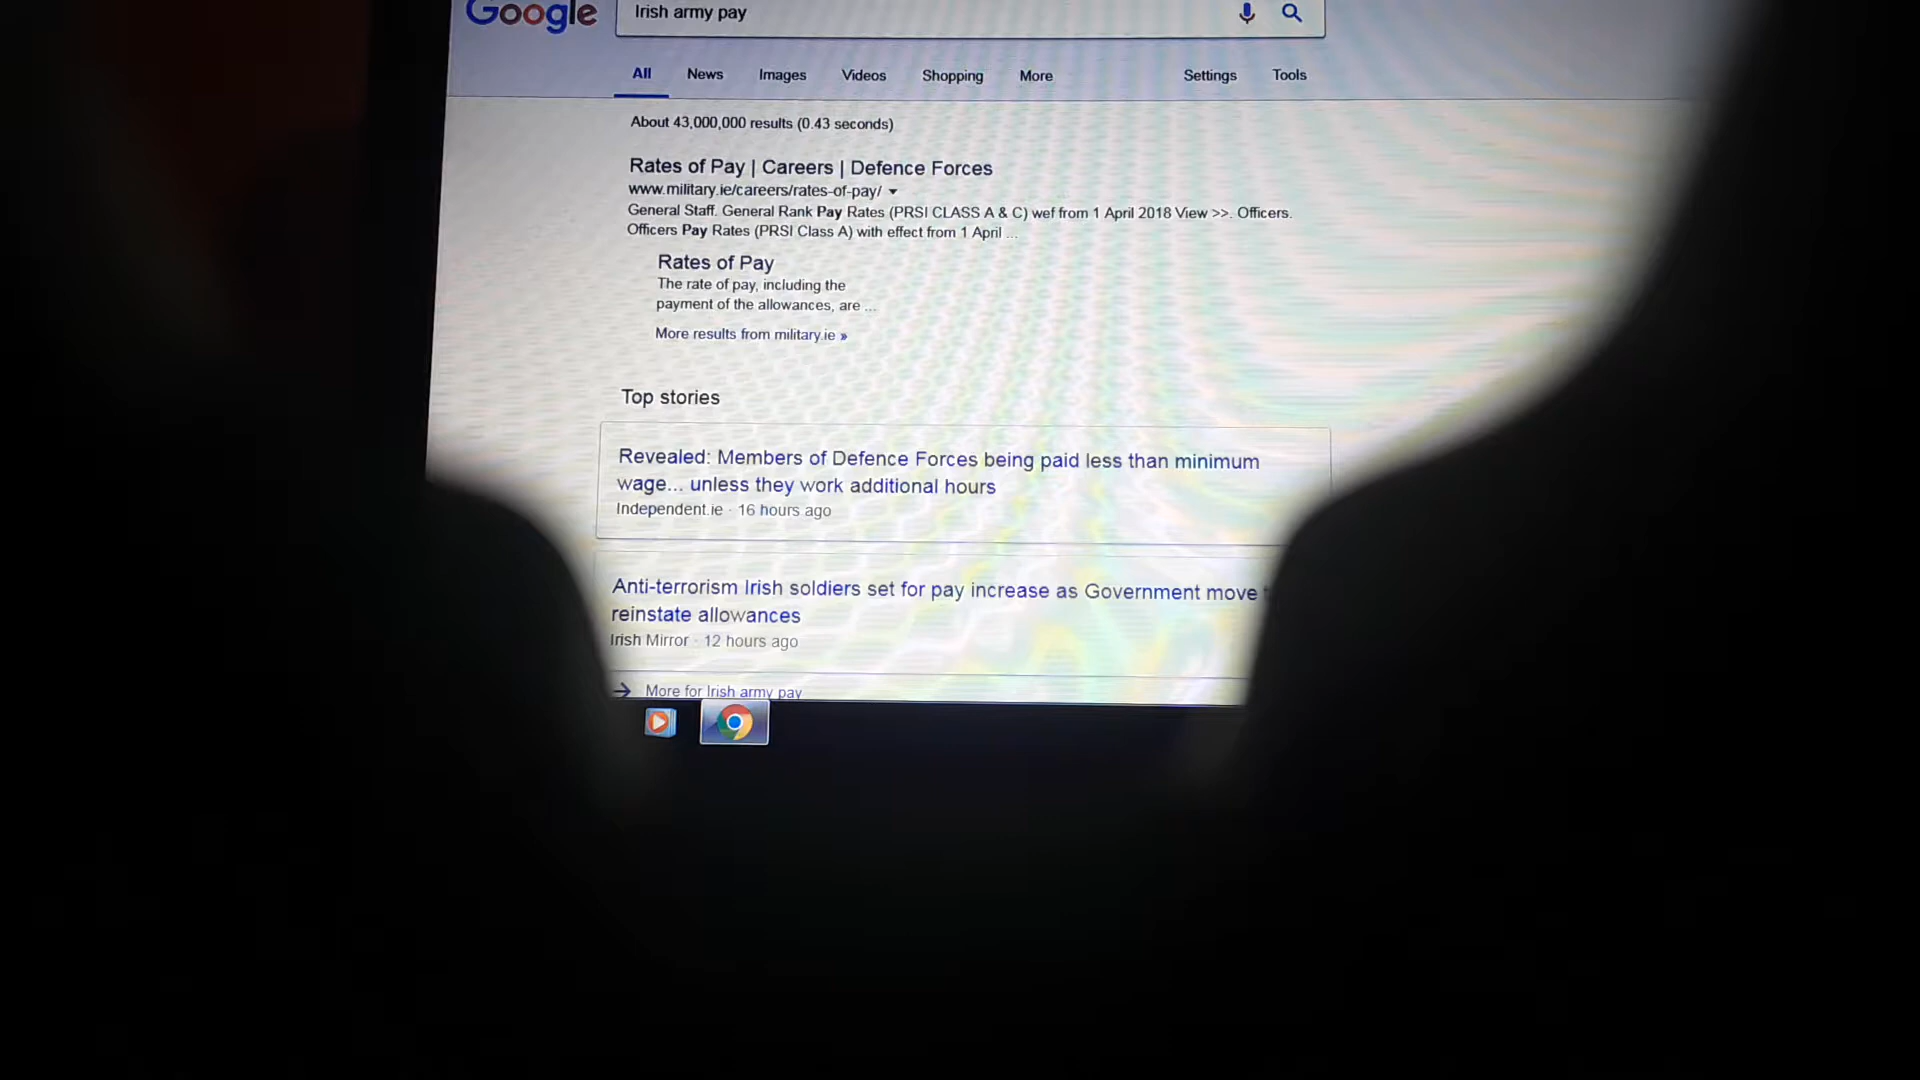 Google
Irish army pay
All News Images Videos Shopping More Settings Tools
About 43,000,000 results (0.43 seconds)
Rates of Pay | Careers | Defence Forces
www.military.ie/careers/rates-of-pay/
General Staff. General Rank Pay Rates (PRSI CLASS A & C) wef from 1 April 2018 View >>. Officers.
Officers Pay Rates (PRSI Class A) with effect from 1 April ...
Rates of Pay
The rate of pay, including the
payment of the allowances, are ...
More results from military.ie »
Top stories
Revealed: Members of Defence Forces being paid less than minimum
wage... unless they work additional hours
Independent.ie · 16 hours ago
Anti-terrorism Irish soldiers set for pay increase as Government move
reinstate allowances
Irish Mirror · 12 hours ago
More for Irish army pay